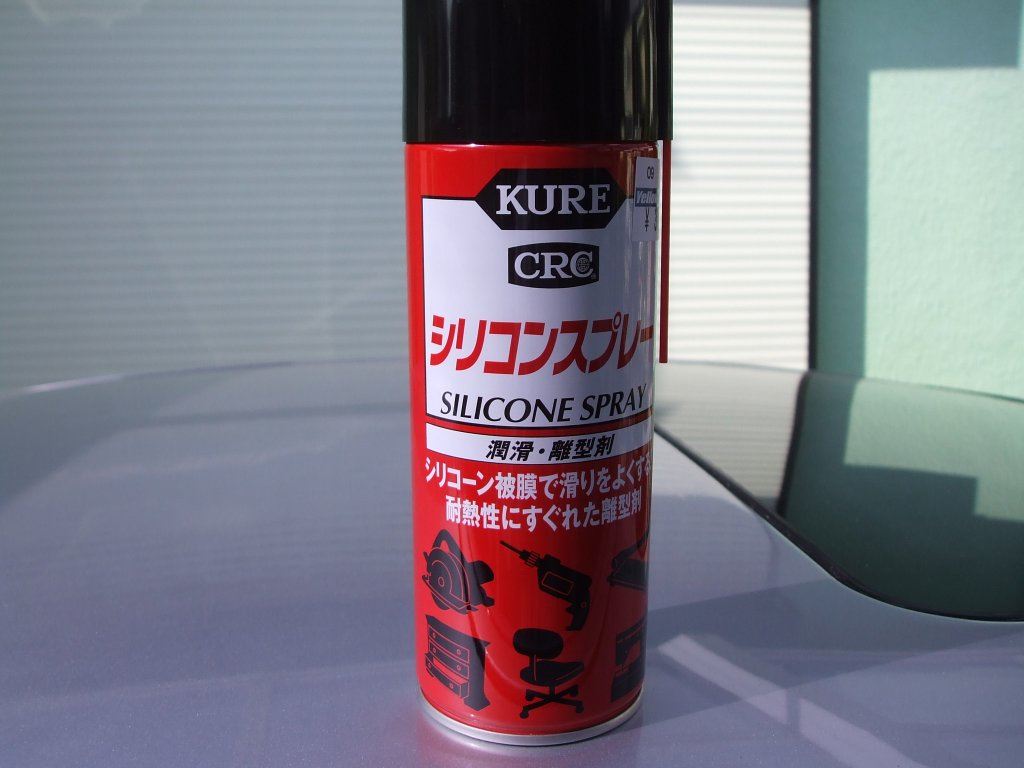 KURE
09
Yellow
¥
CRC
シリコンスプレー
SILICONE SPRAY
潤滑・離型剤
シリコーン被膜で滑りをよくする
耐熱性にすぐれた離型剤